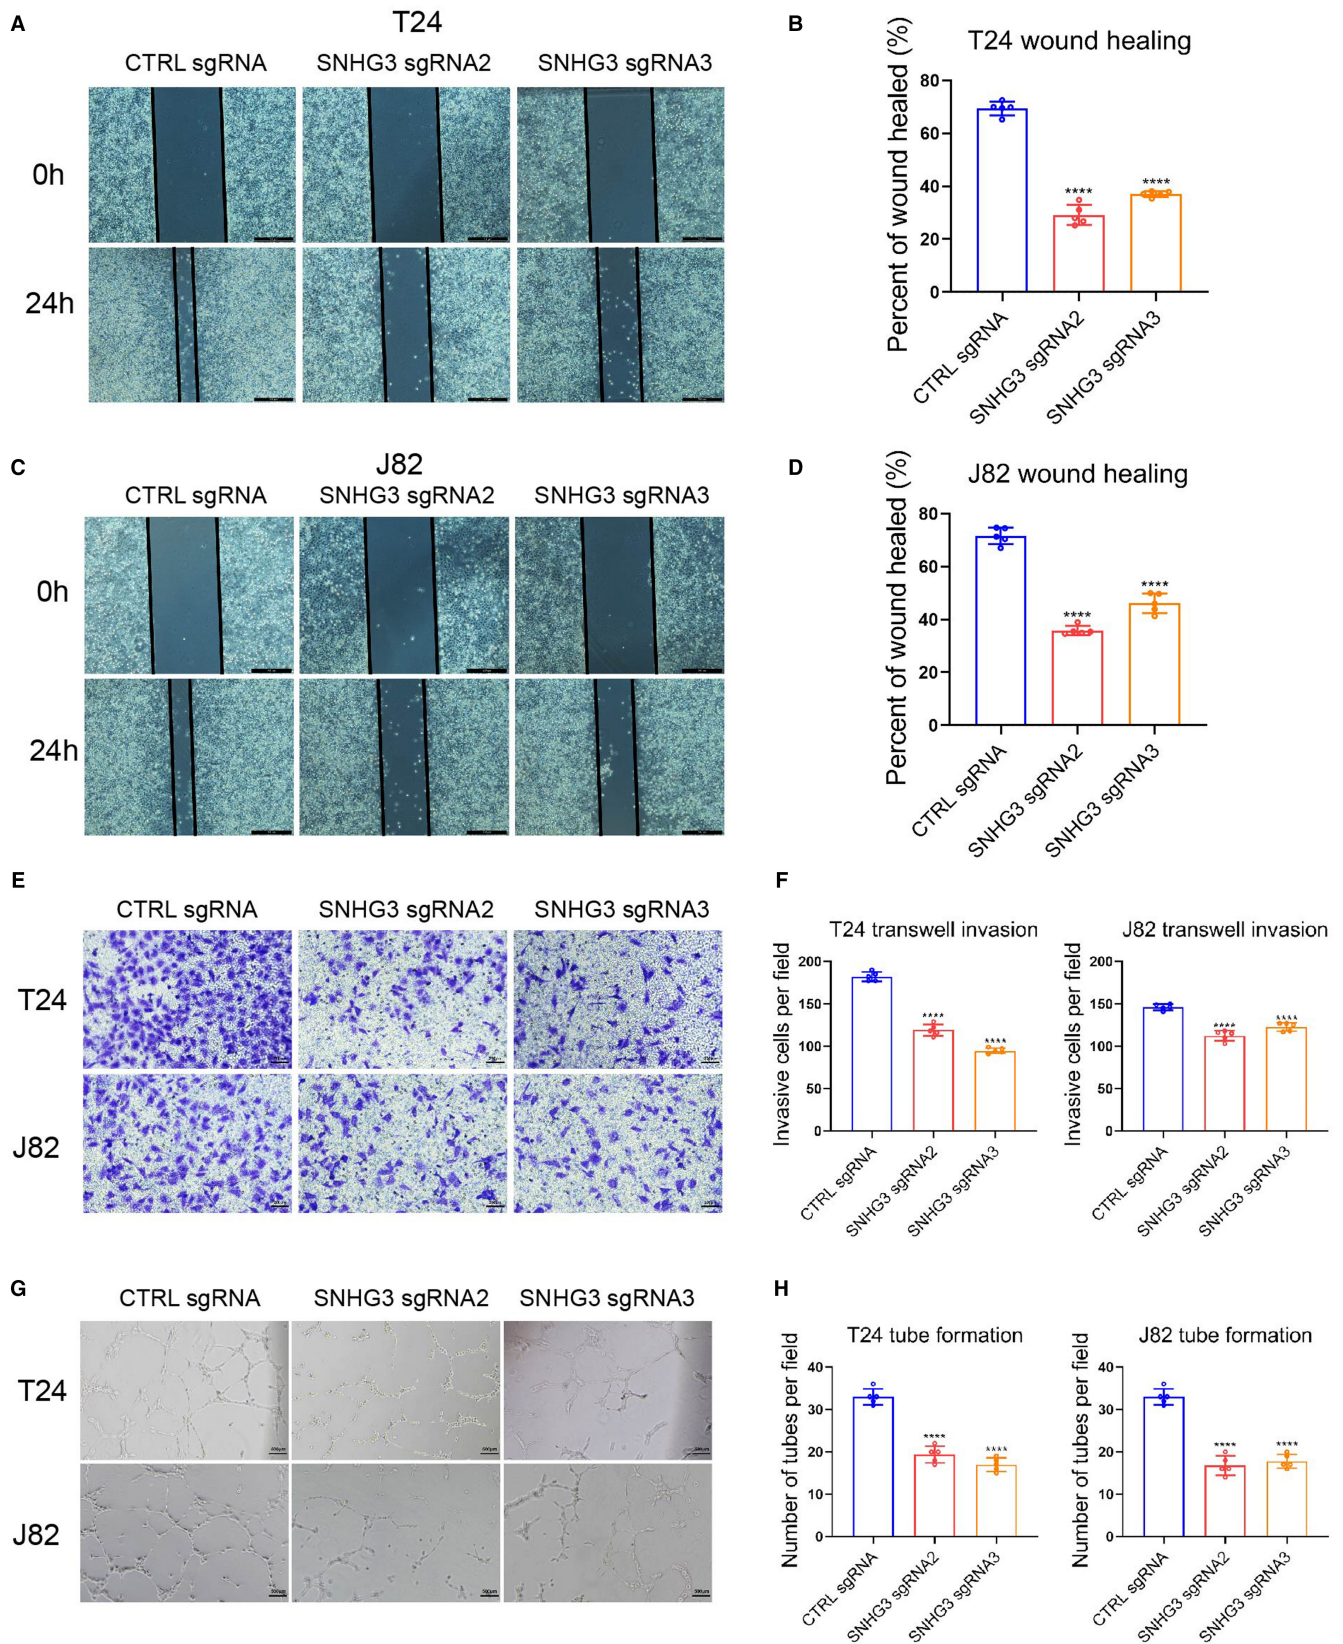 A
T24
CTRL sgRNA SNHG3 sgRNA2 SNHG3 sgRNA3
0h
24h
B
T24 wound healing
Percent of wound healed (%)
80
60
40
20
0
****
****
CTRL sgRNA
SNHG3 sgRNA2
SNHG3 sgRNA3
C
J82
CTRL sgRNA SNHG3 sgRNA2 SNHG3 sgRNA3
0h
24h
D
J82 wound healing
Percent of wound healed (%)
80
60
40
20
0
****
****
CTRL sgRNA
SNHG3 sgRNA2
SNHG3 sgRNA3
E
CTRL sgRNA SNHG3 sgRNA2 SNHG3 sgRNA3
T24
J82
F
T24 transwell invasion
Invasive cells per field
200
150
100
50
0
****
****
CTRL sgRNA
SNHG3 sgRNA2
SNHG3 sgRNA3
J82 transwell invasion
Invasive cells per field
200
150
100
50
0
****
****
CTRL sgRNA
SNHG3 sgRNA2
SNHG3 sgRNA3
G
CTRL sgRNA SNHG3 sgRNA2 SNHG3 sgRNA3
T24
500μm 500μm 500μm
J82
500μm 500μm 500μm
H
T24 tube formation
Number of tubes per field
40
30
20
10
0
****
****
CTRL sgRNA
SNHG3 sgRNA2
SNHG3 sgRNA3
J82 tube formation
Number of tubes per field
40
30
20
10
0
****
****
CTRL sgRNA
SNHG3 sgRNA2
SNHG3 sgRNA3